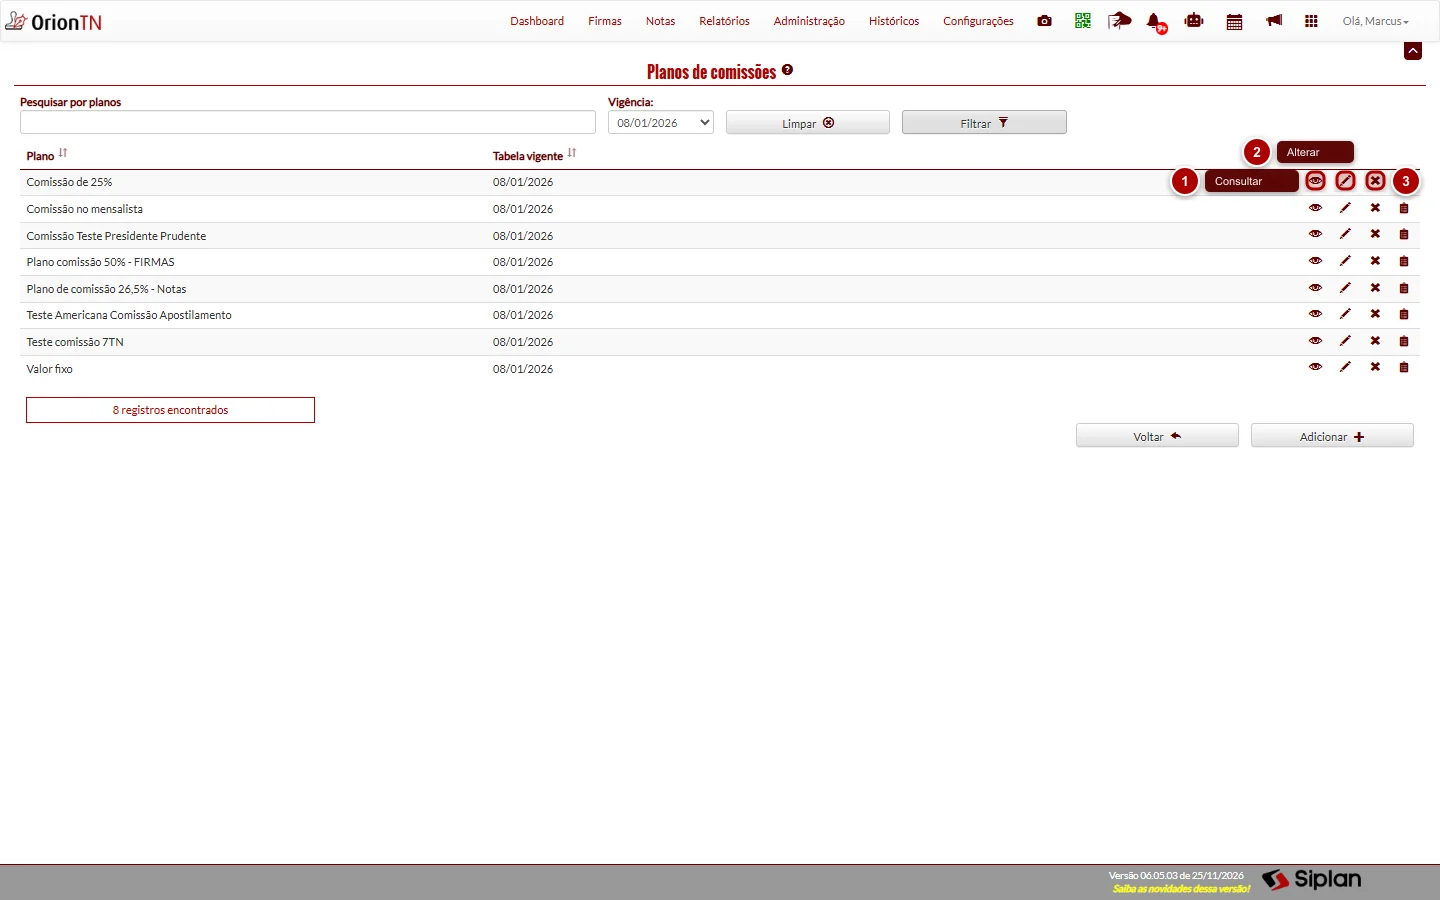 OrionTN
Dashboard Firmas Notas Relatórios Administração Históricos Configurações 9+ Olá, Marcus
Planos de comissões ?
Pesquisar por planos Vigência:
08/01/2026 Limpar Filtrar
Plano Tabela vigente 2 Alterar
Comissão de 25% 08/01/2026 1 Consultar 3
Comissão no mensalista 08/01/2026
Comissão Teste Presidente Prudente 08/01/2026
Plano comissão 50% - FIRMAS 08/01/2026
Plano de comissão 26,5% - Notas 08/01/2026
Teste Americana Comissão Apostilamento 08/01/2026
Teste comissão 7TN 08/01/2026
Valor fixo 08/01/2026
8 registros encontrados
Voltar Adicionar
Versão 06.05.03 de 25/11/2026
Saiba as novidades dessa versão!
Siplan